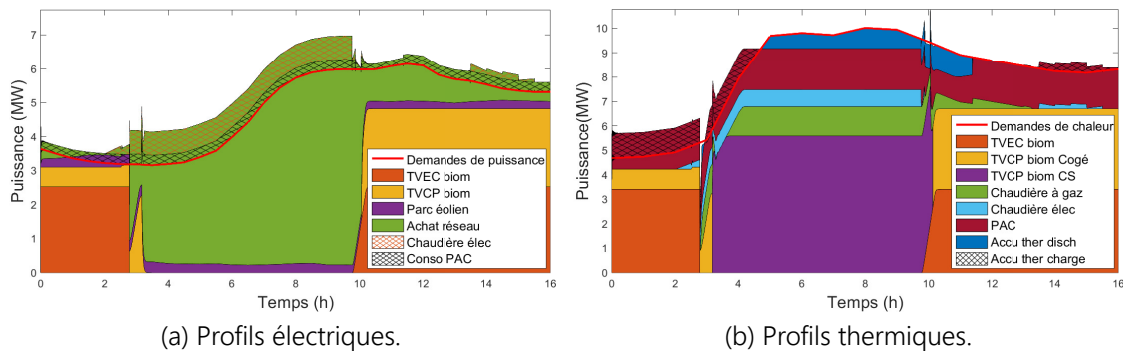 Puissance (MW)
7
6
5
4
3
2
1
0
Demandes de puissance
TVEC biom
TVCP biom
Parc éolien
Achat réseau
Chaudière élec
Conso PAC
0 2 4 6 8 10 12 14 16
Temps (h)
(a) Profils électriques.
Puissance(MW)
10
9
8
7
6
5
4
3
2
1
0
Demandes de chaleur
TVEC biom
TVCP biom Cogé
TVCP biom CS
Chaudière à gaz
Chaudière élec
PAC
Accu ther disch
Accu ther charge
0 2 4 6 8 10 12 14 16
Temps (h)
(b) Profils thermiques.